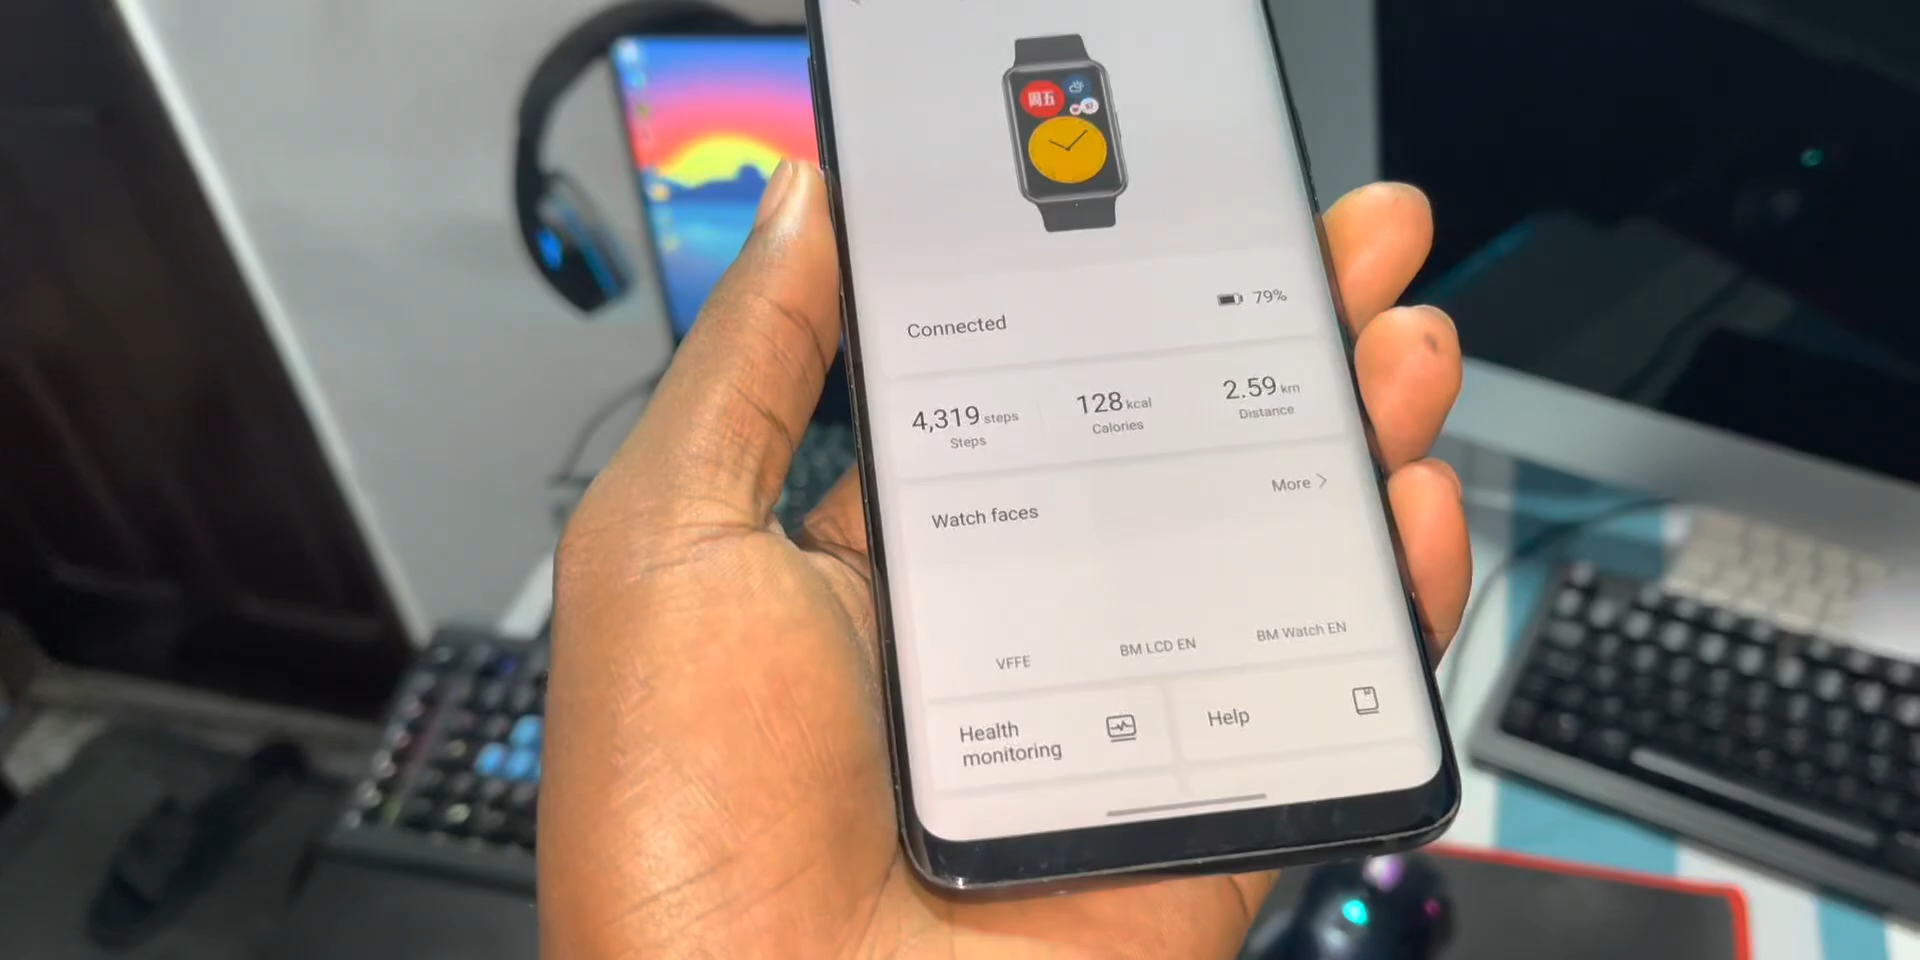 周五
Connected
79%
4,319 steps
Steps
128 kcal
Calories
2.59 km
Distance
Watch faces
More
VFFE
BM LCD EN
BM Watch EN
Health
monitoring
Help